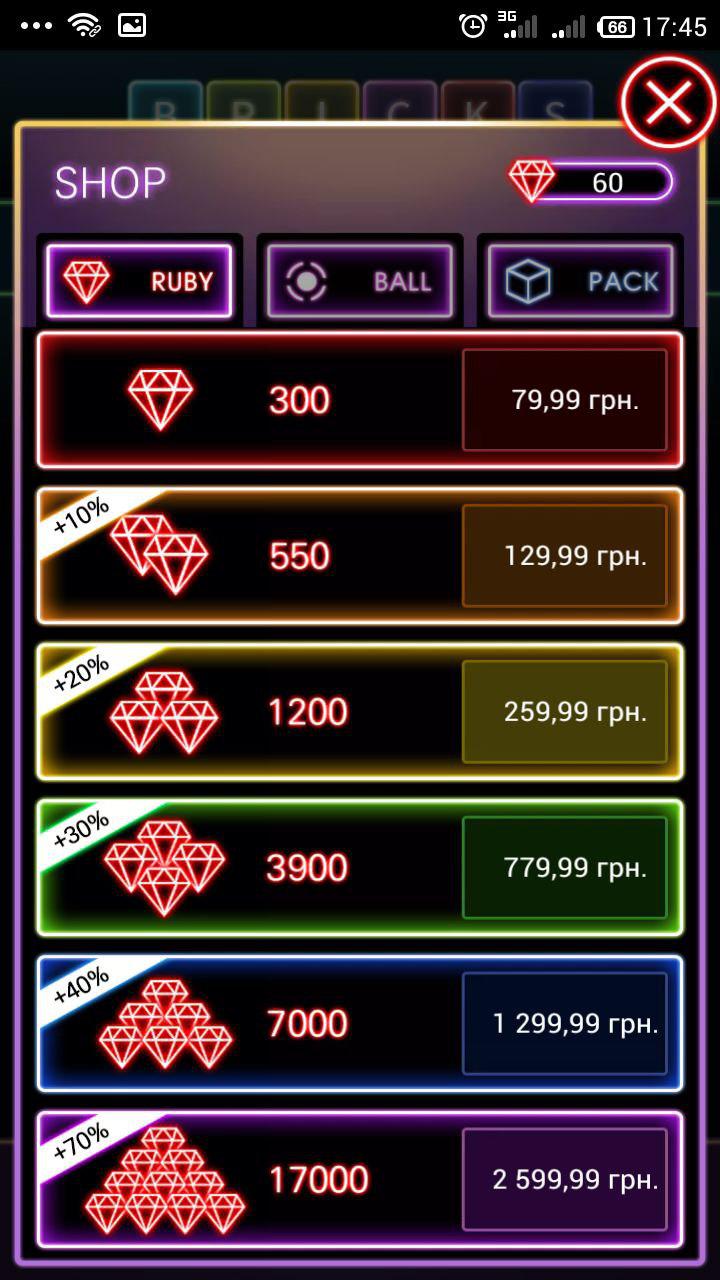 3G
66
17:45
B R I C K S
SHOP
60
RUBY
BALL
PACK
300
79,99 грн.
+10%
550
129,99 грн.
+20%
1200
259,99 грн.
+30%
3900
779,99 грн.
+40%
7000
1 299,99 грн.
+70%
17000
2 599,99 грн.